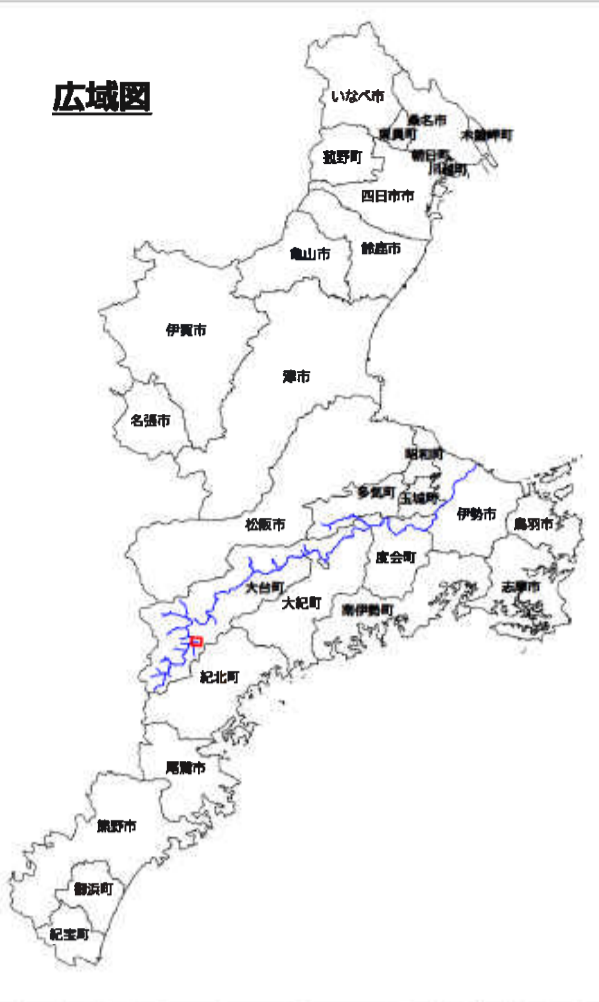 広域図
いなべ市
桑名市
東員町
木曽岬町
朝日町
川越町
菰野町
四日市市
亀山市
鈴鹿市
伊賀市
津市
名張市
明和町
多気町
玉城町
伊勢市
鳥羽市
松阪市
度会町
大台町
大紀町
南伊勢町
志摩市
紀北町
尾鷲市
熊野市
御浜町
紀宝町